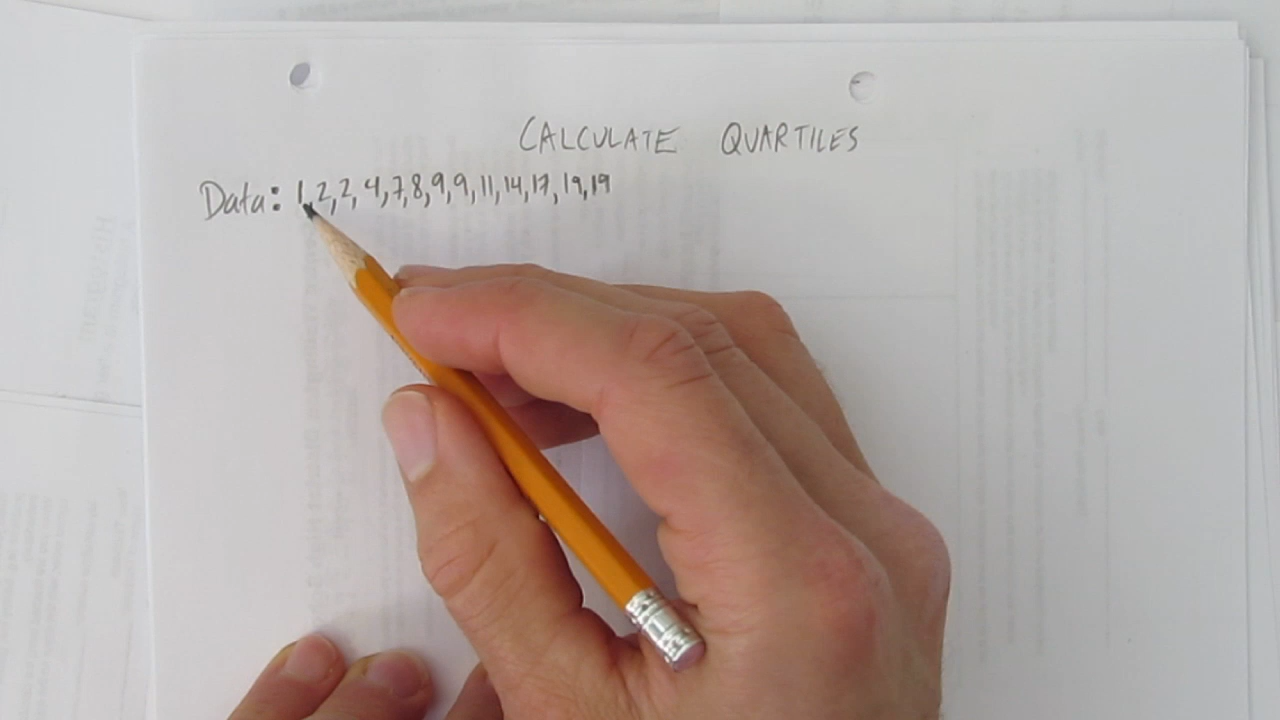 CALCULATE QUARTILES
Data: 1, 2, 2, 4, 7, 8, 9, 9, 11, 14, 17, 19, 19